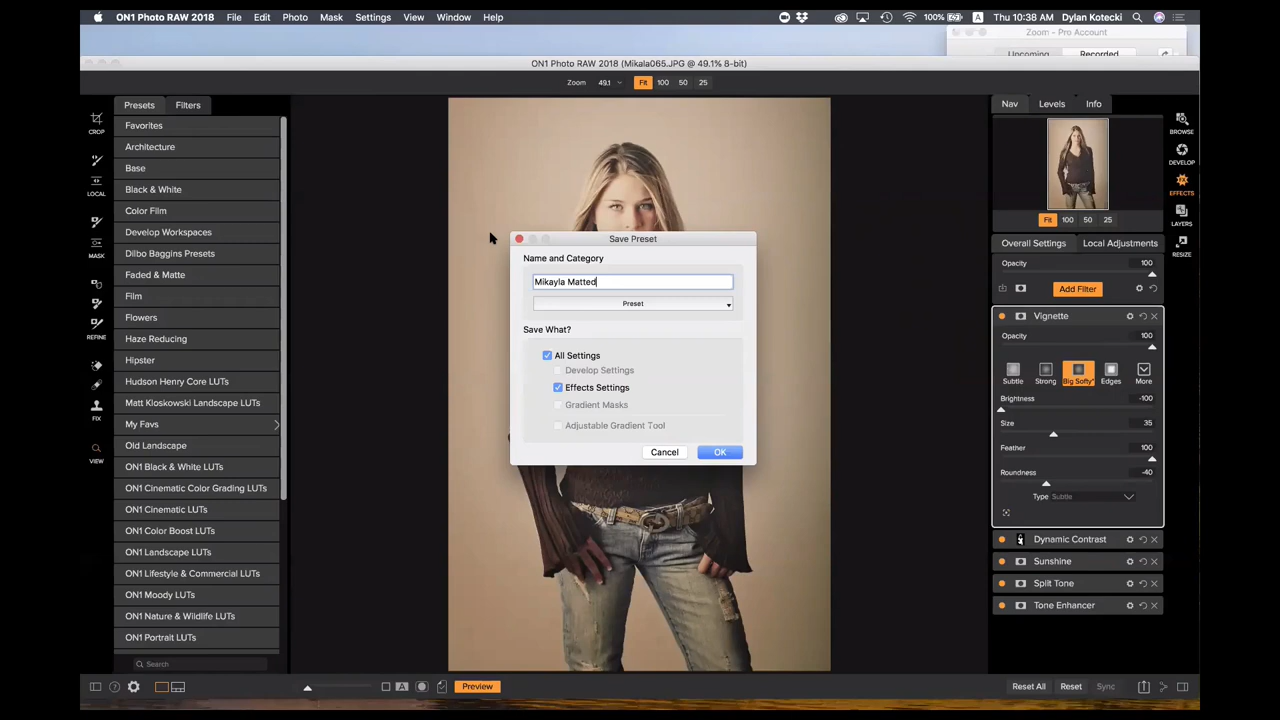 ON1 Photo RAW 2018 File Edit Photo Mask Settings View Window Help 100% A Thu 10:38 AM Dylan Kotecki
Zoom - Pro Account
Upcoming Recorded
ON1 Photo RAW 2018 (Mikala065.JPG @ 49.1% 8-bit)
Zoom 49.1 Fit 100 50 25
CROP
LOCAL
MASK
REFINE
FIX
VIEW
Presets Filters
Favorites
Architecture
Base
Black & White
Color Film
Develop Workspaces
Dilbo Baggins Presets
Faded & Matte
Film
Flowers
Haze Reducing
Hipster
Hudson Henry Core LUTs
Matt Kloskowski Landscape LUTs
My Favs
Old Landscape
ON1 Black & White LUTs
ON1 Cinematic Color Grading LUTs
ON1 Cinematic LUTs
ON1 Color Boost LUTs
ON1 Landscape LUTs
ON1 Lifestyle & Commercial LUTs
ON1 Moody LUTs
ON1 Nature & Wildlife LUTs
ON1 Portrait LUTs
Search
Save Preset
Name and Category
Mikayla Matted
Preset
Save What?
All Settings
Develop Settings
Effects Settings
Gradient Masks
Adjustable Gradient Tool
Cancel OK
Nav Levels Info
Fit 100 50 25
Overall Settings Local Adjustments
Opacity 100
Add Filter
Vignette
Opacity 100
Subtle Strong Big Softy* Edges More
Brightness -100
Size 35
Feather 100
Roundness -40
Type Subtle
Dynamic Contrast
Sunshine
Split Tone
Tone Enhancer
BROWSE
DEVELOP
EFFECTS
LAYERS
RESIZE
A Preview Reset All Reset Sync